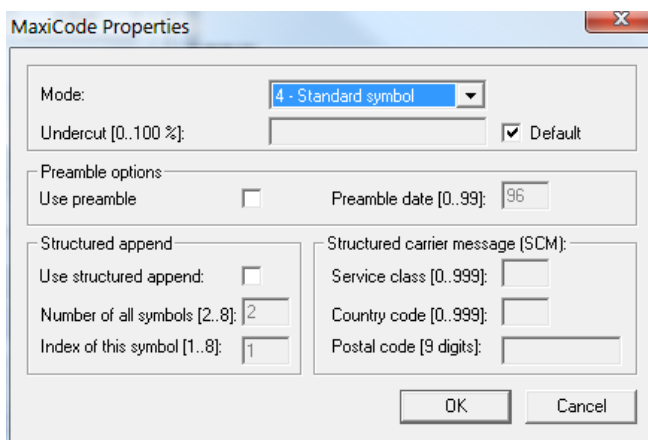 MaxiCode Properties
x
Mode: 4 - Standard symbol
Undercut [0..100 %]: Default
Preamble options
Use preamble Preamble date [0..99]: 96
Structured append
Use structured append:
Number of all symbols [2..8]: 2
Index of this symbol [1..8]: 1
Structured carrier message (SCM):
Service class [0..999]:
Country code [0..999]:
Postal code [9 digits]:
OK Cancel